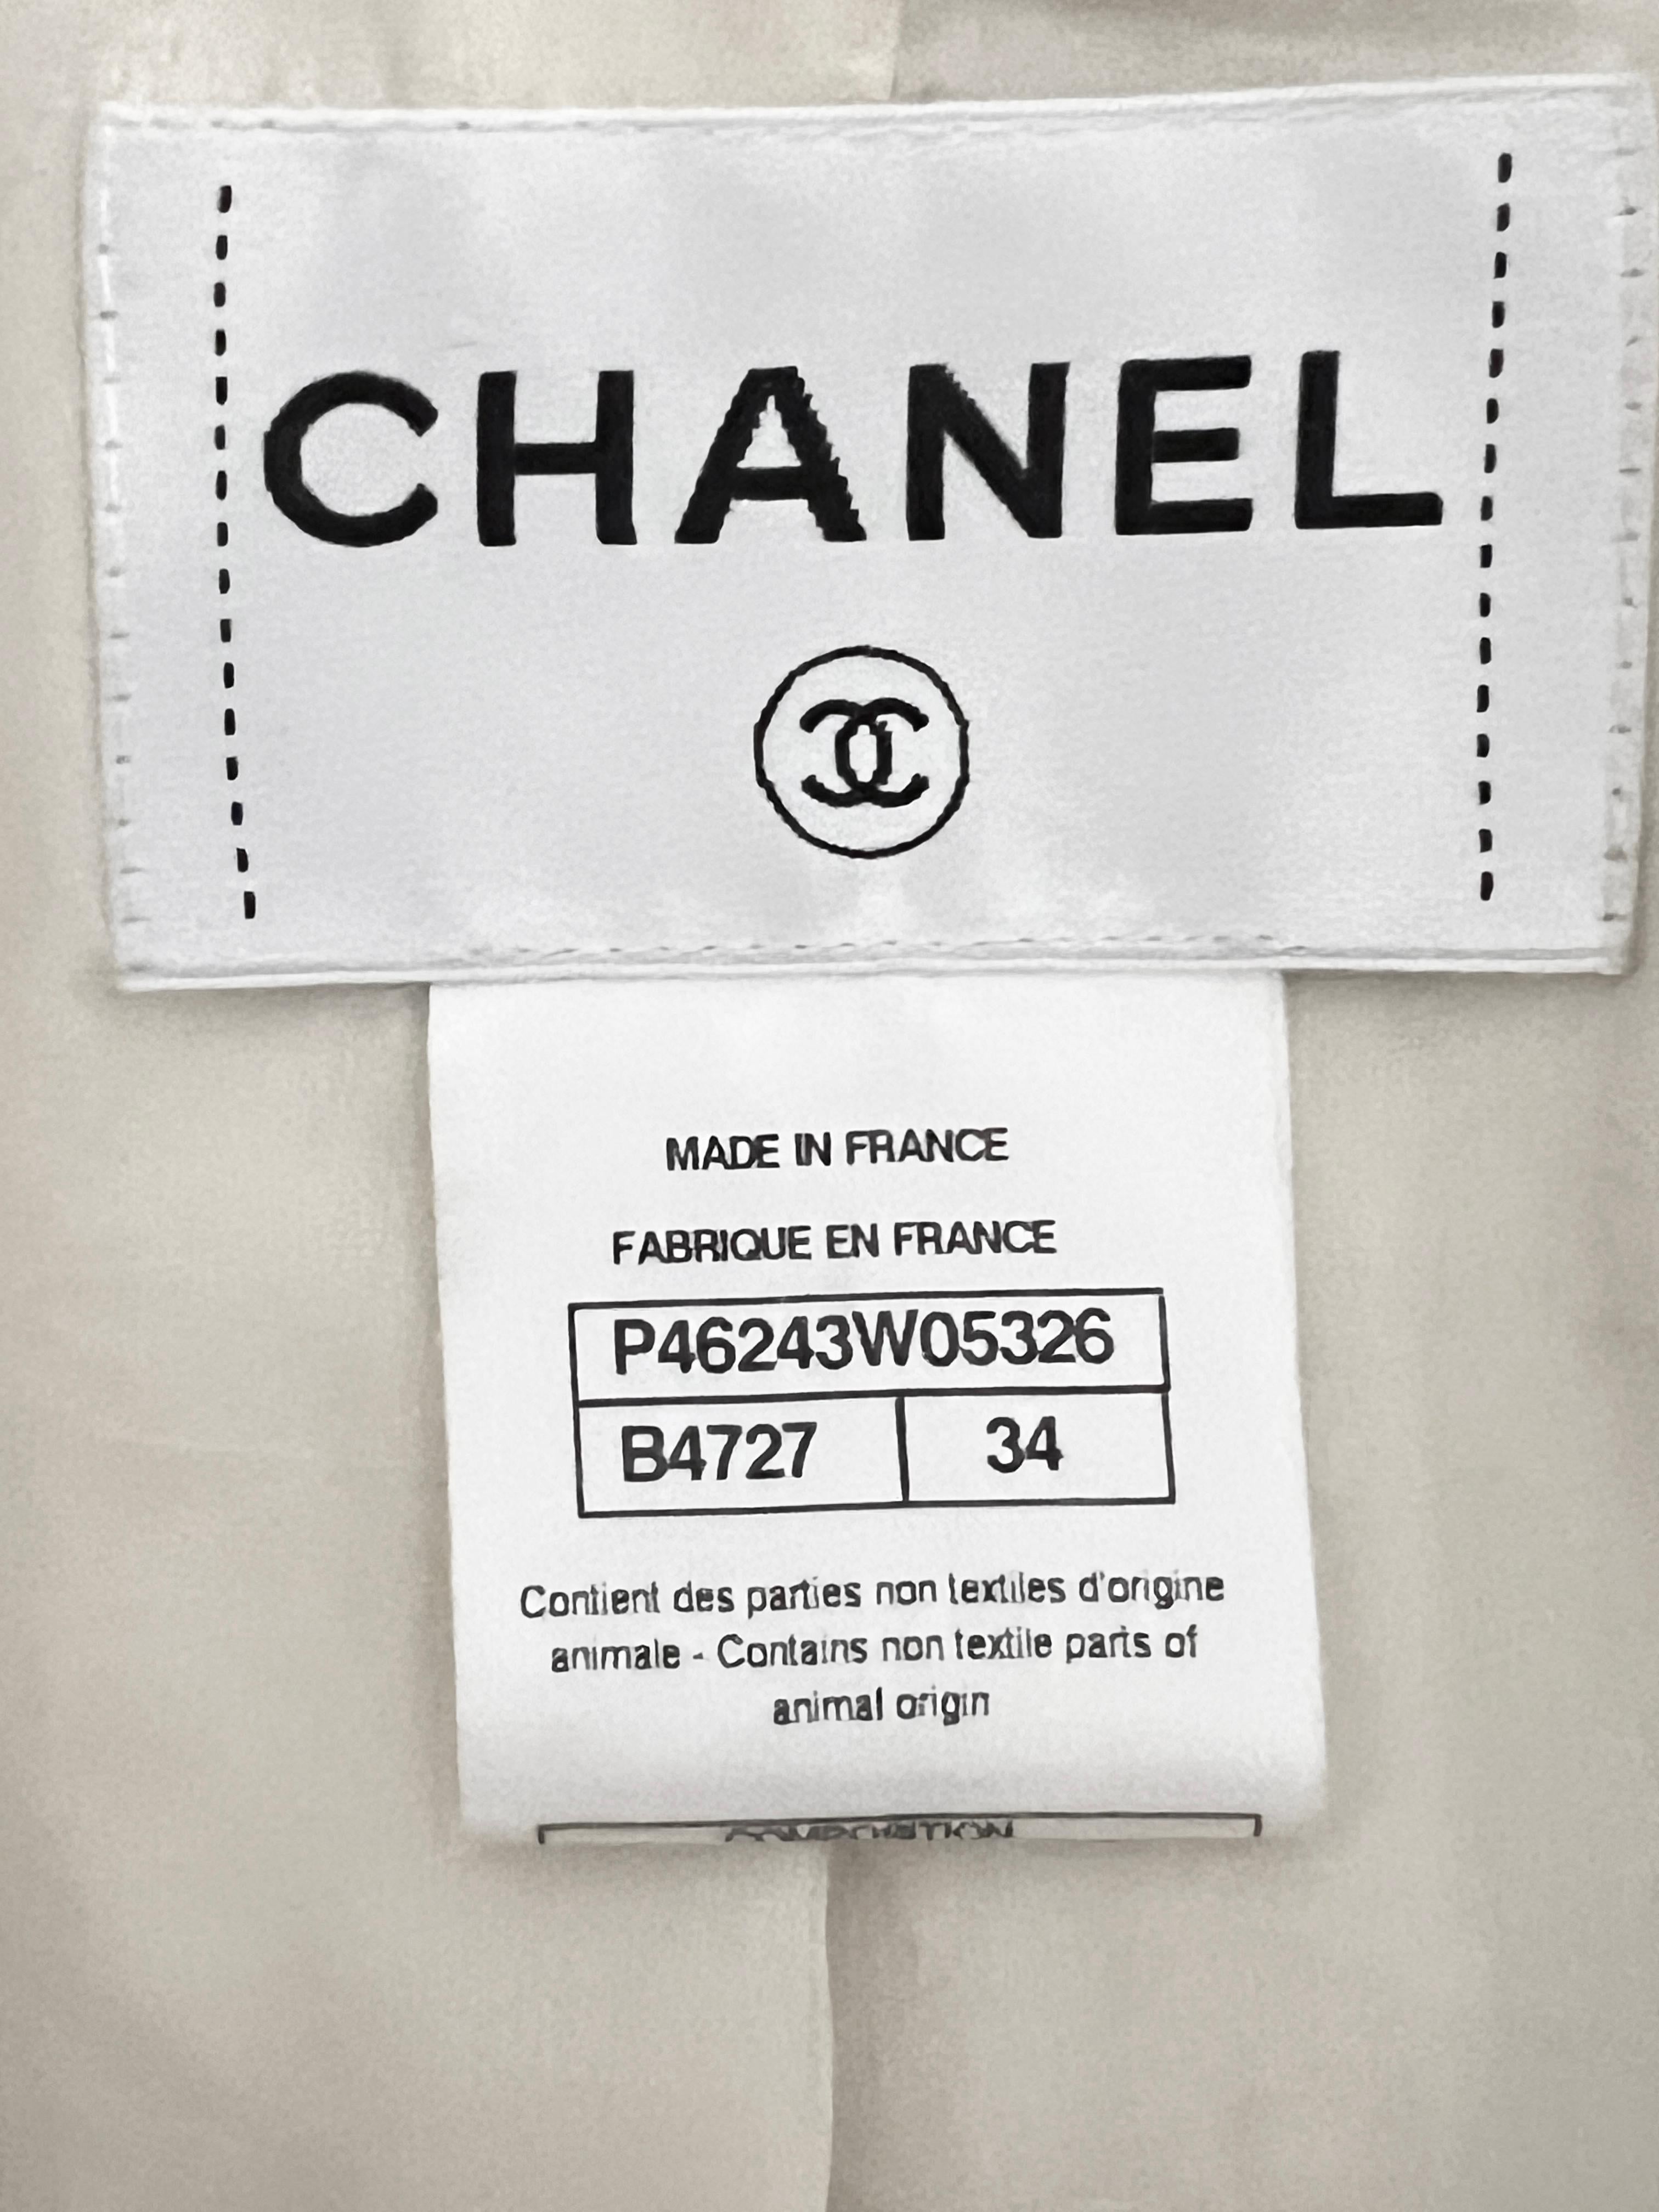 CHANEL
MADE IN FRANCE
FABRIQUE EN FRANCE
P46243W05326
B4727 34
Contient des parties non textiles d'origine
animale - Contains non textile parts of
animal origin
COMPOSITION